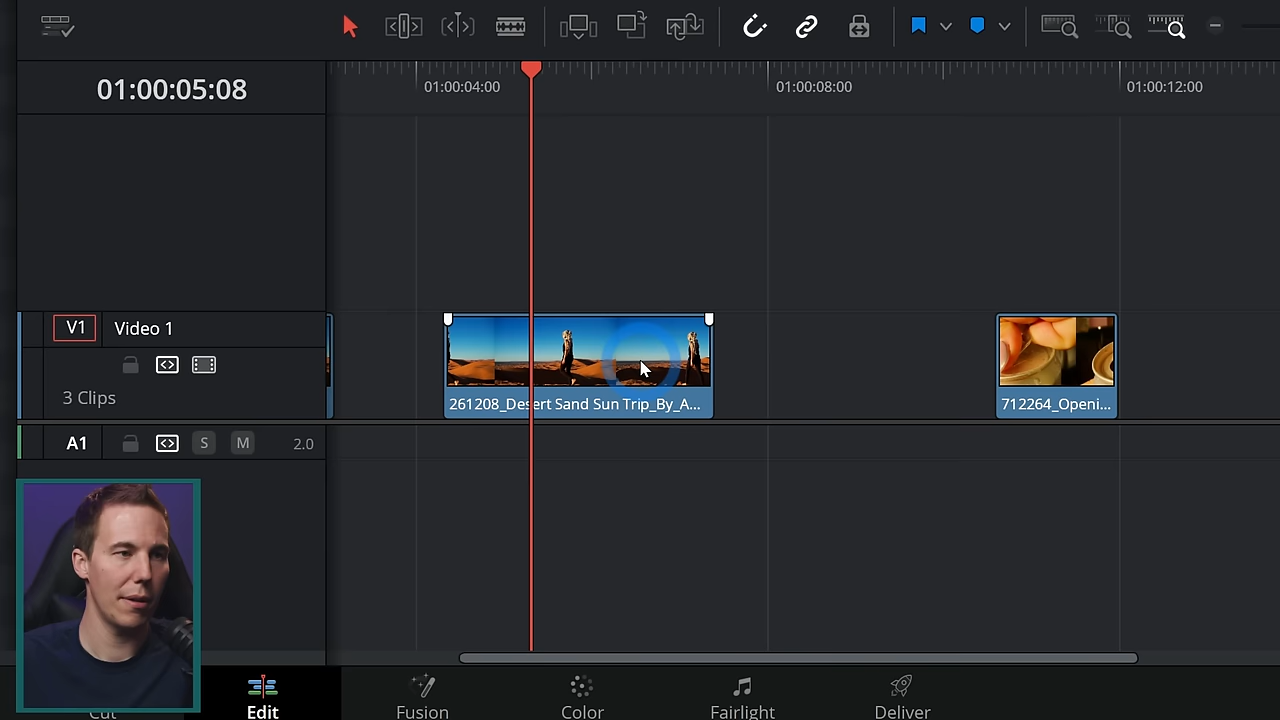 01:00:05:08
01:00:04:00
01:00:08:00
01:00:12:00
V1
Video 1
3 Clips
261208_Desert Sand Sun Trip_By_A...
712264_Openi...
A1
S
M
2.0
Cut
Edit
Fusion
Color
Fairlight
Deliver